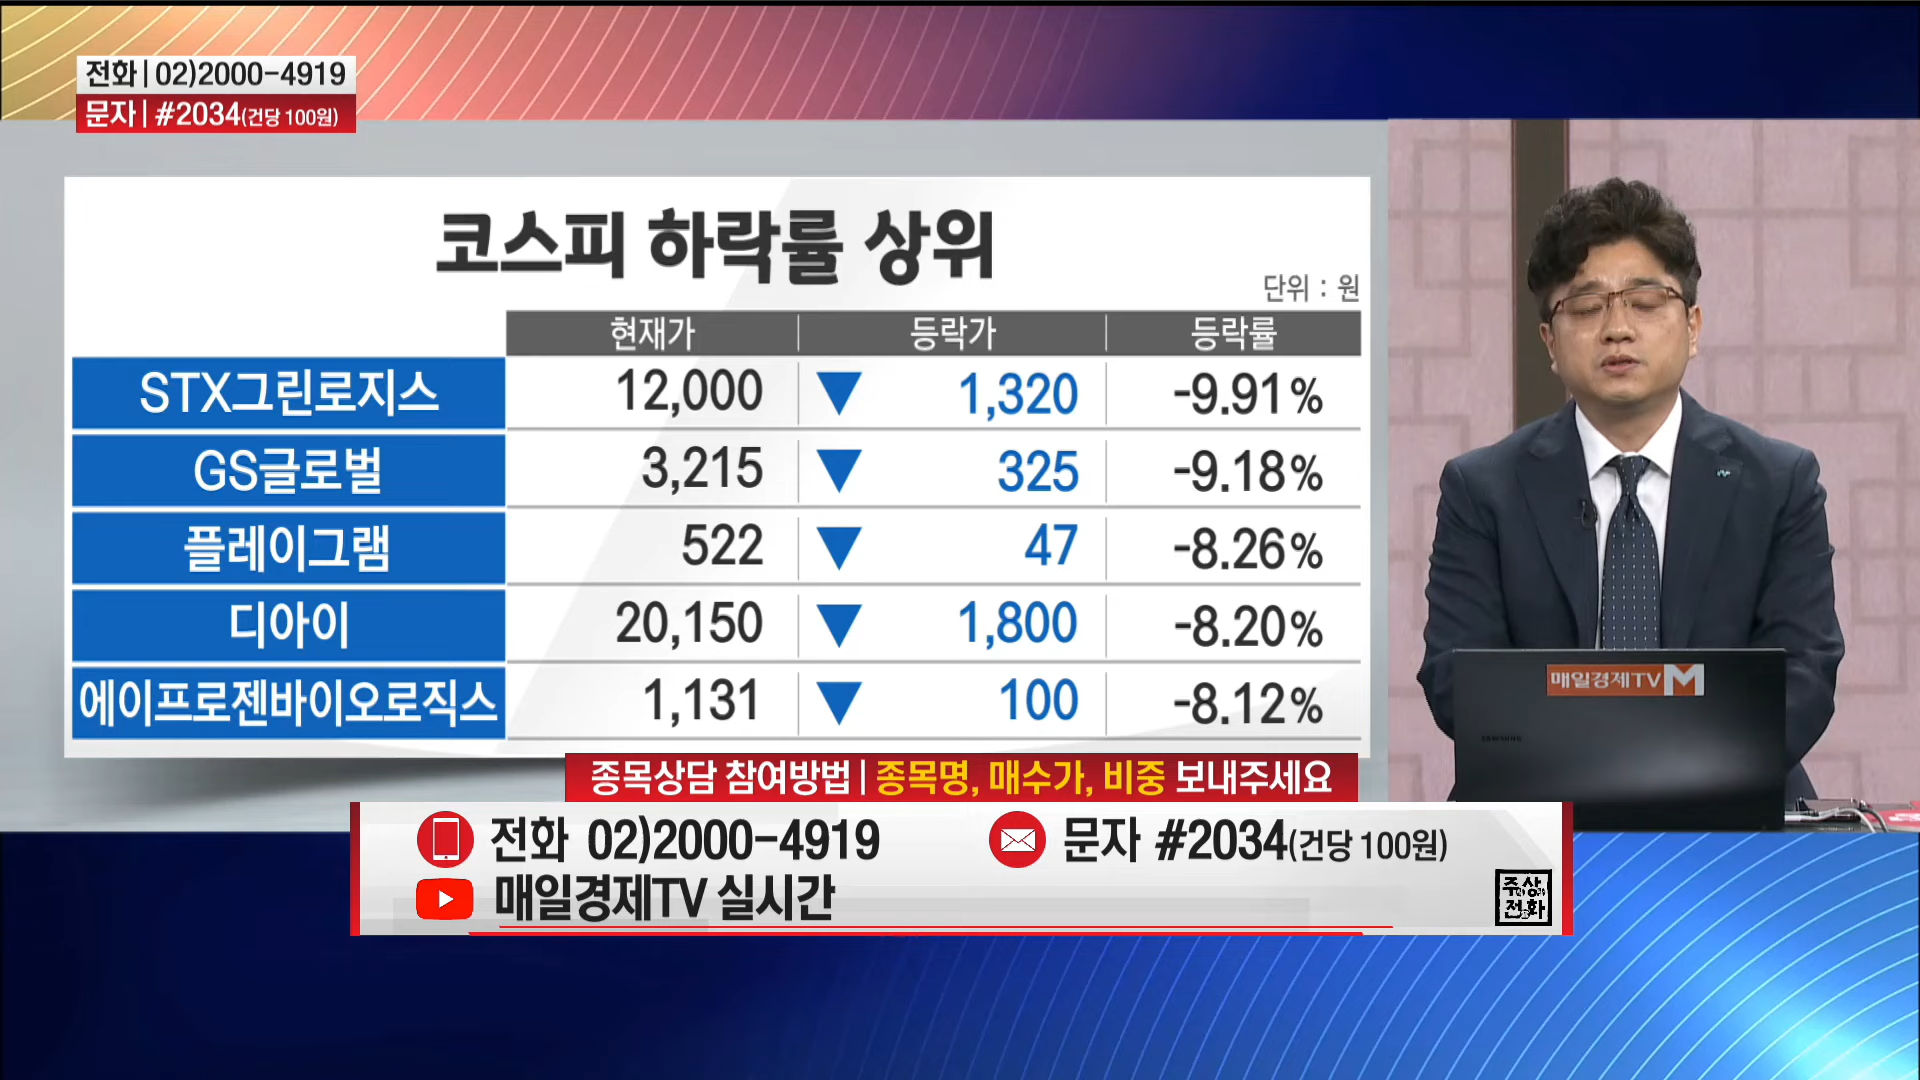 전화 | 02)2000-4919
문자 | #2034(건당 100원)
코스피 하락률 상위
단위 : 원
현재가 등락가 등락률
STX그린로지스 12,000 ▼ 1,320 -9.91%
GS글로벌 3,215 ▼ 325 -9.18%
플레이그램 522 ▼ 47 -8.26%
디아이 20,150 ▼ 1,800 -8.20%
에이프로젠바이오로직스 1,131 ▼ 100 -8.12%
매일경제TV M
SAMSUNG
종목상담 참여방법 | 종목명, 매수가, 비중 보내주세요
전화 02)2000-4919 문자 #2034(건당 100원)
매일경제TV 실시간
주상
전화